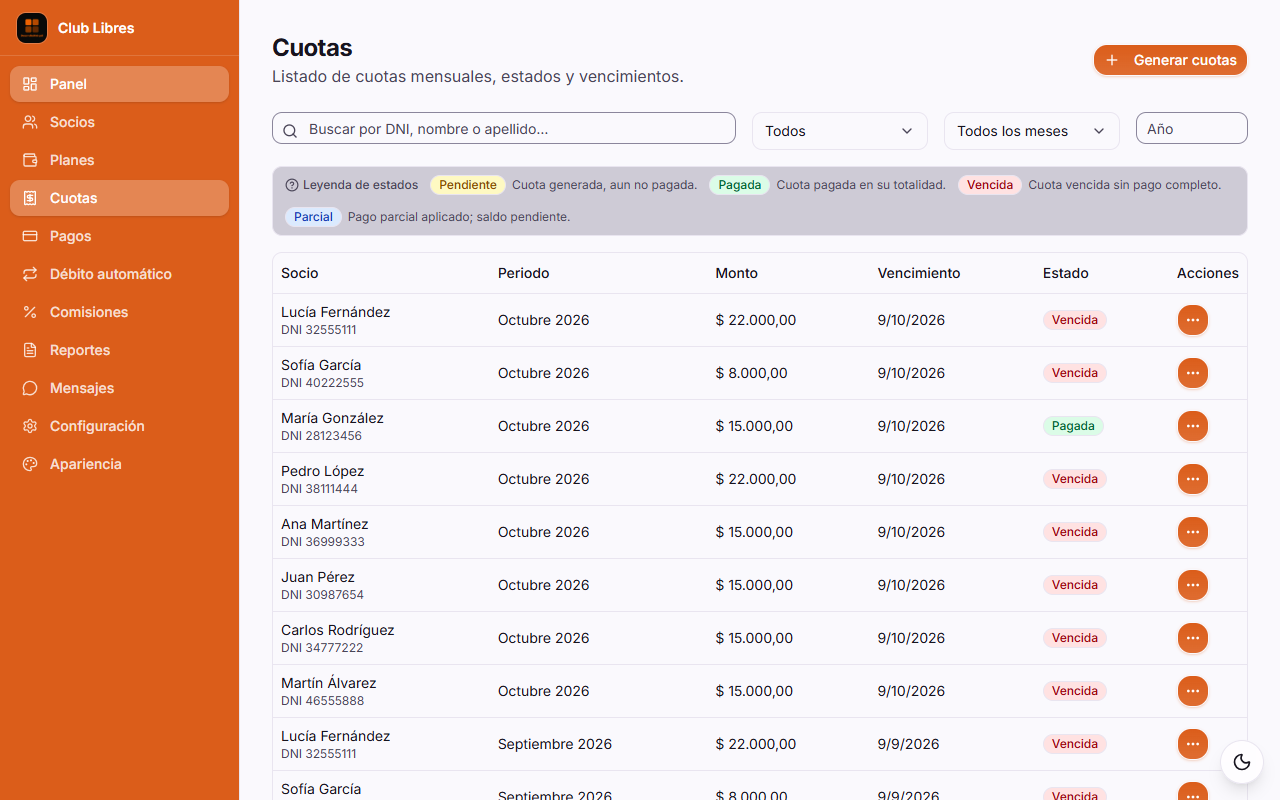 Club Libres
Panel
Socios
Planes
Cuotas
Pagos
Débito automático
Comisiones
Reportes
Mensajes
Configuración
Apariencia
Cuotas
Listado de cuotas mensuales, estados y vencimientos.
Generar cuotas
Buscar por DNI, nombre o apellido...
Todos
Todos los meses
Año
Leyenda de estados Pendiente Cuota generada, aun no pagada. Pagada Cuota pagada en su totalidad. Vencida Cuota vencida sin pago completo.
Parcial Pago parcial aplicado; saldo pendiente.
Socio Periodo Monto Vencimiento Estado Acciones
Lucía Fernández
DNI 32555111
Octubre 2026 $ 22.000,00 9/10/2026 Vencida
Sofía García
DNI 40222555
Octubre 2026 $ 8.000,00 9/10/2026 Vencida
María González
DNI 28123456
Octubre 2026 $ 15.000,00 9/10/2026 Pagada
Pedro López
DNI 38111444
Octubre 2026 $ 22.000,00 9/10/2026 Vencida
Ana Martínez
DNI 36999333
Octubre 2026 $ 15.000,00 9/10/2026 Vencida
Juan Pérez
DNI 30987654
Octubre 2026 $ 15.000,00 9/10/2026 Vencida
Carlos Rodríguez
DNI 34777222
Octubre 2026 $ 15.000,00 9/10/2026 Vencida
Martín Álvarez
DNI 46555888
Octubre 2026 $ 15.000,00 9/10/2026 Vencida
Lucía Fernández
DNI 32555111
Septiembre 2026 $ 22.000,00 9/9/2026 Vencida
Sofía García
Septiembre 2026 $ 8.000,00 9/9/2026 Vencida